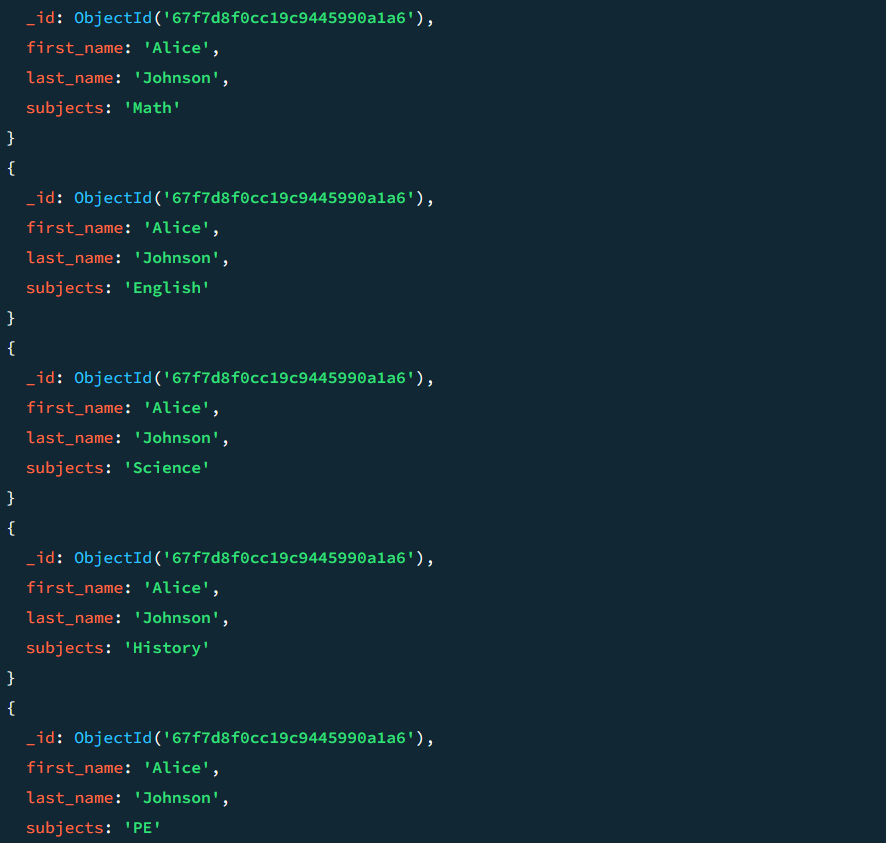 _id: ObjectId('67f7d8f0cc19c9445990a1a6'),
first_name: 'Alice',
last_name: 'Johnson',
subjects: 'Math'
}
{
_id: ObjectId('67f7d8f0cc19c9445990a1a6'),
first_name: 'Alice',
last_name: 'Johnson',
subjects: 'English'
}
{
_id: ObjectId('67f7d8f0cc19c9445990a1a6'),
first_name: 'Alice',
last_name: 'Johnson',
subjects: 'Science'
}
{
_id: ObjectId('67f7d8f0cc19c9445990a1a6'),
first_name: 'Alice',
last_name: 'Johnson',
subjects: 'History'
}
{
_id: ObjectId('67f7d8f0cc19c9445990a1a6'),
first_name: 'Alice',
last_name: 'Johnson',
subjects: 'PE'